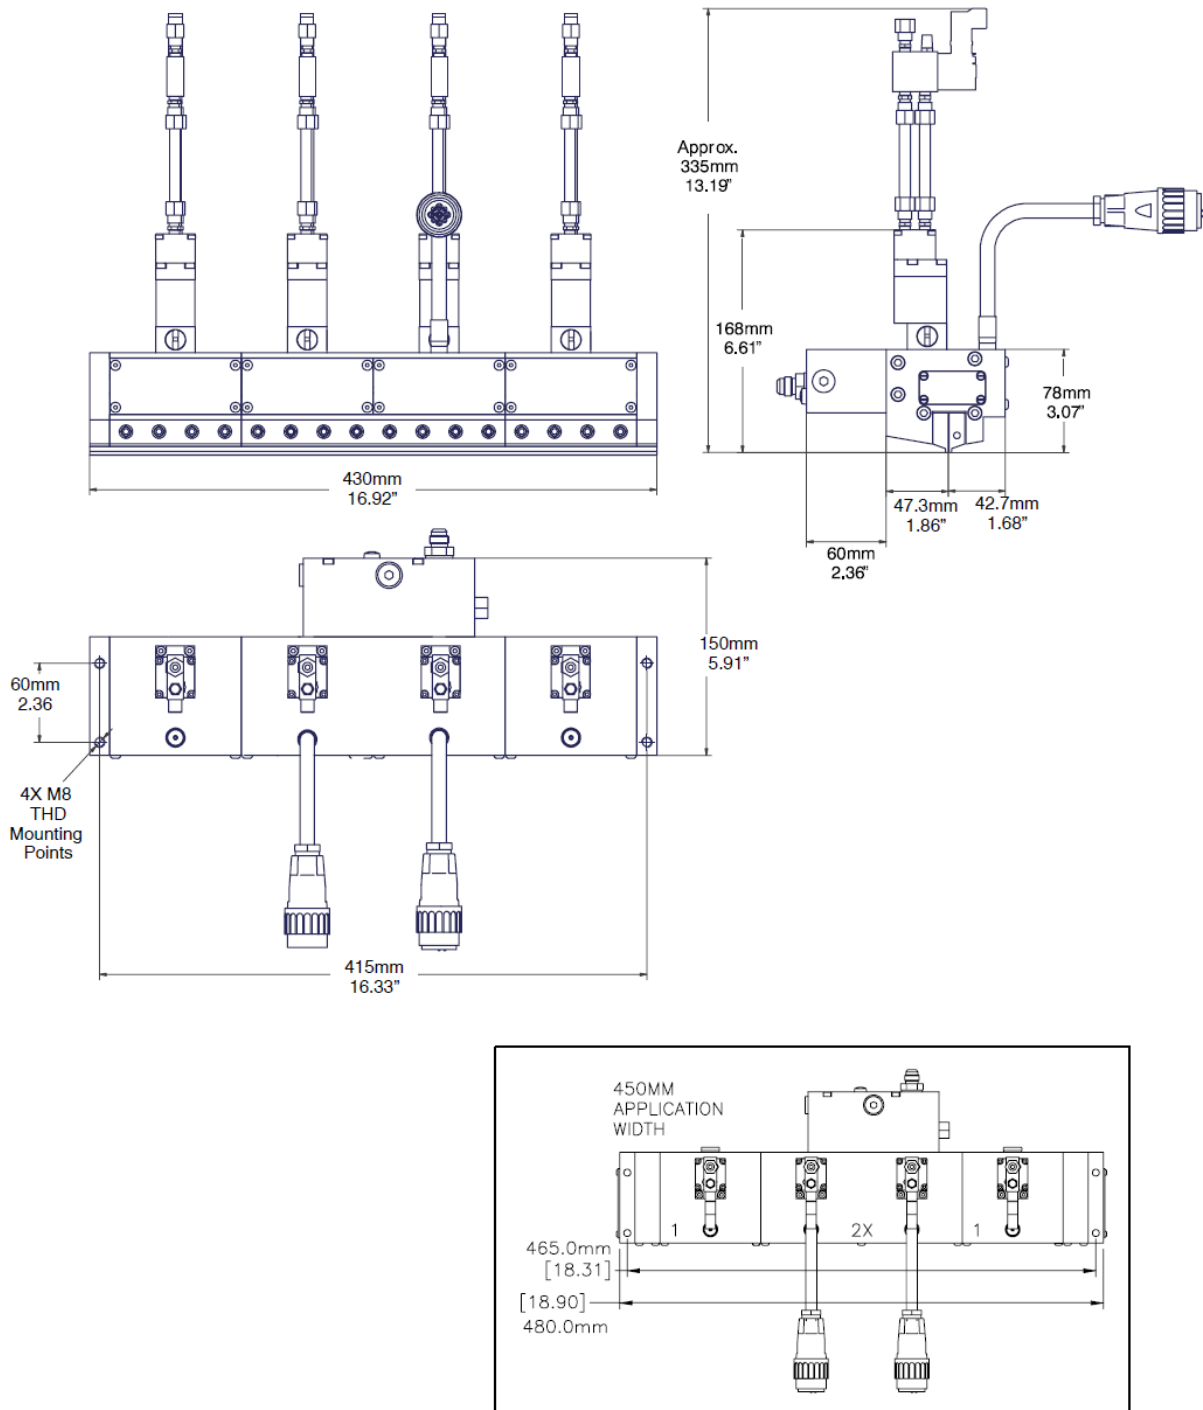 Approx.
335mm
13.19"
168mm
6.61"
78mm
3.07"
430mm
16.92"
47.3mm
1.86"
42.7mm
1.68"
60mm
2.36"
150mm
5.91"
60mm
2.36
4X M8
THD
Mounting
Points
415mm
16.33"
450MM
APPLICATION
WIDTH
1
2X
1
465.0mm
[18.31]
[18.90]
480.0mm